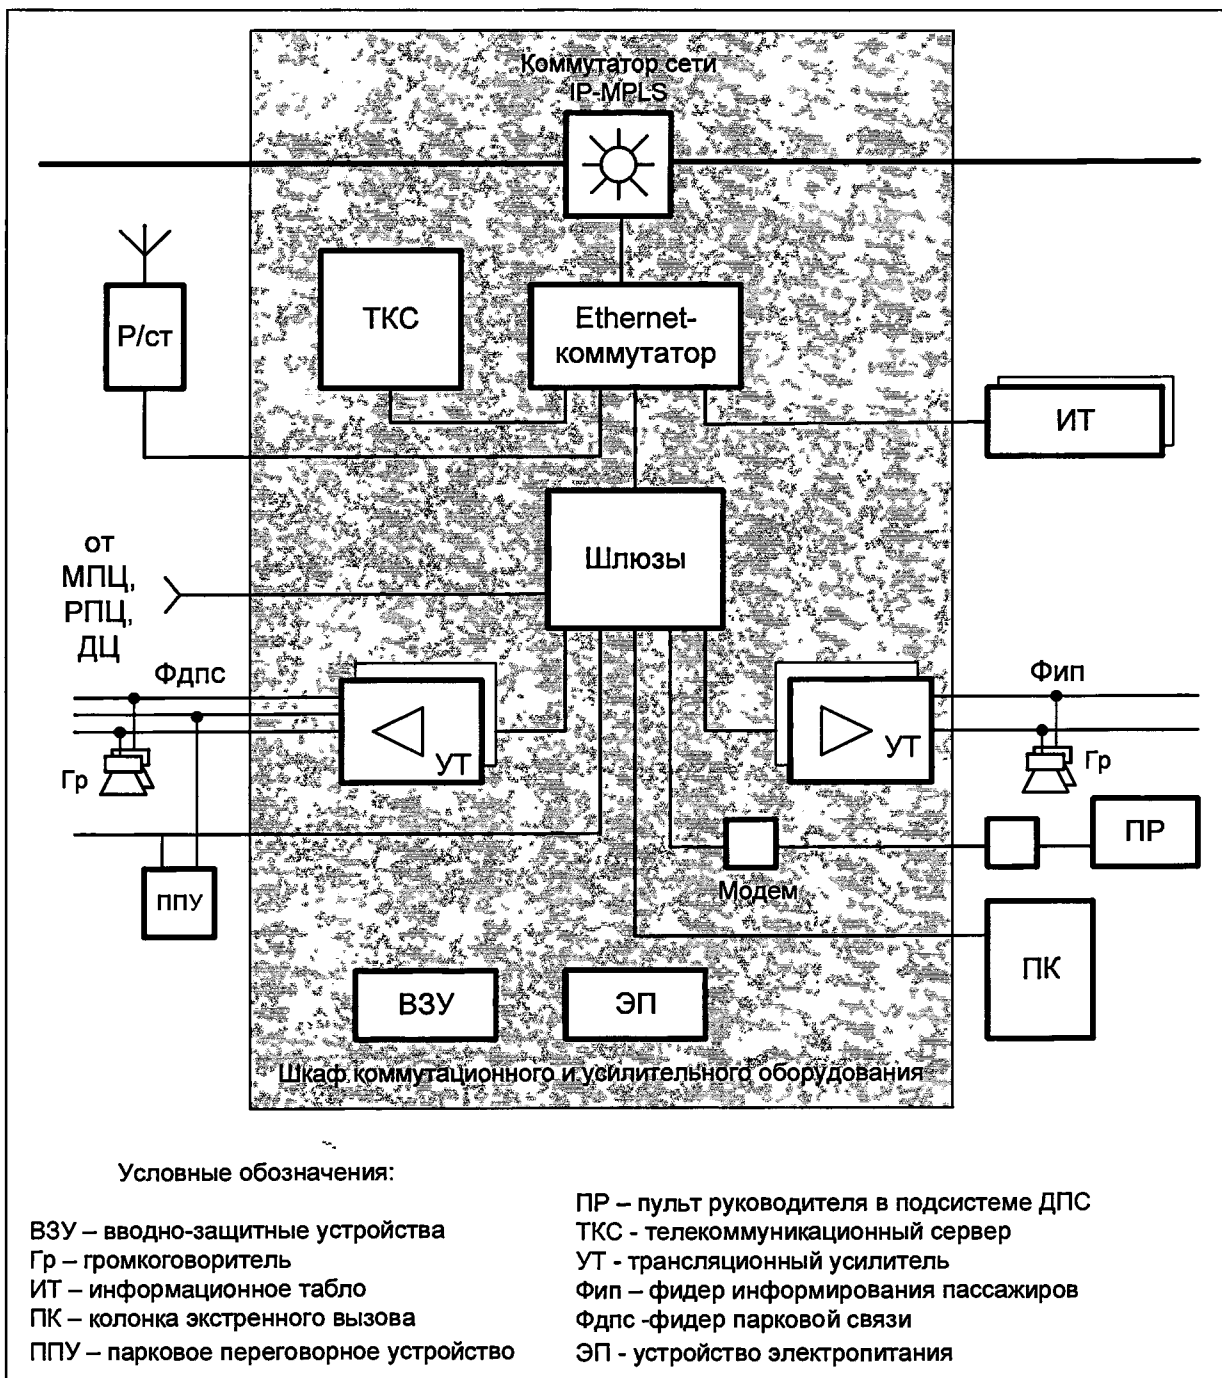 Коммутатор сети
IP-MPLS
ТКС
Ethernet-
коммутатор
Р/ст
ИТ
Шлюзы
от
МПЦ,
РПЦ,
ДЦ
Фдпс
Фип
УТ
УТ
Гр
Гр
ПР
Модем
ППУ
ПК
ВЗУ
ЭП
Шкаф коммутационного и усилительного оборудования
Условные обозначения:
ВЗУ – вводно-защитные устройства
Гр – громкоговоритель
ИТ – информационное табло
ПК – колонка экстренного вызова
ППУ – парковое переговорное устройство
ПР – пульт руководителя в подсистеме ДПС
ТКС - телекоммуникационный сервер
УТ - трансляционный усилитель
Фип – фидер информирования пассажиров
Фдпс -фидер парковой связи
ЭП - устройство электропитания